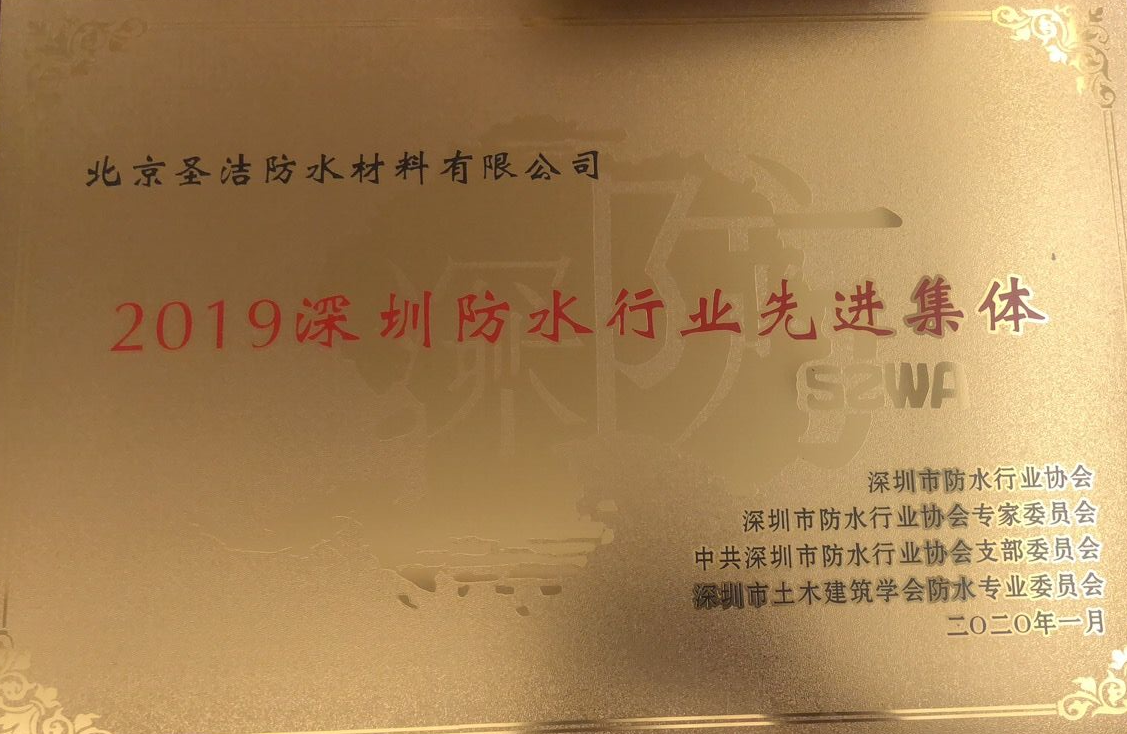 北京圣洁防水材料有限公司
2019深圳防水行业先进集体
SZWA
深圳市防水行业协会
深圳市防水行业协会专家委员会
中共深圳市防水行业协会支部委员会
深圳市土木建筑学会防水专业委员会
二〇二〇年一月